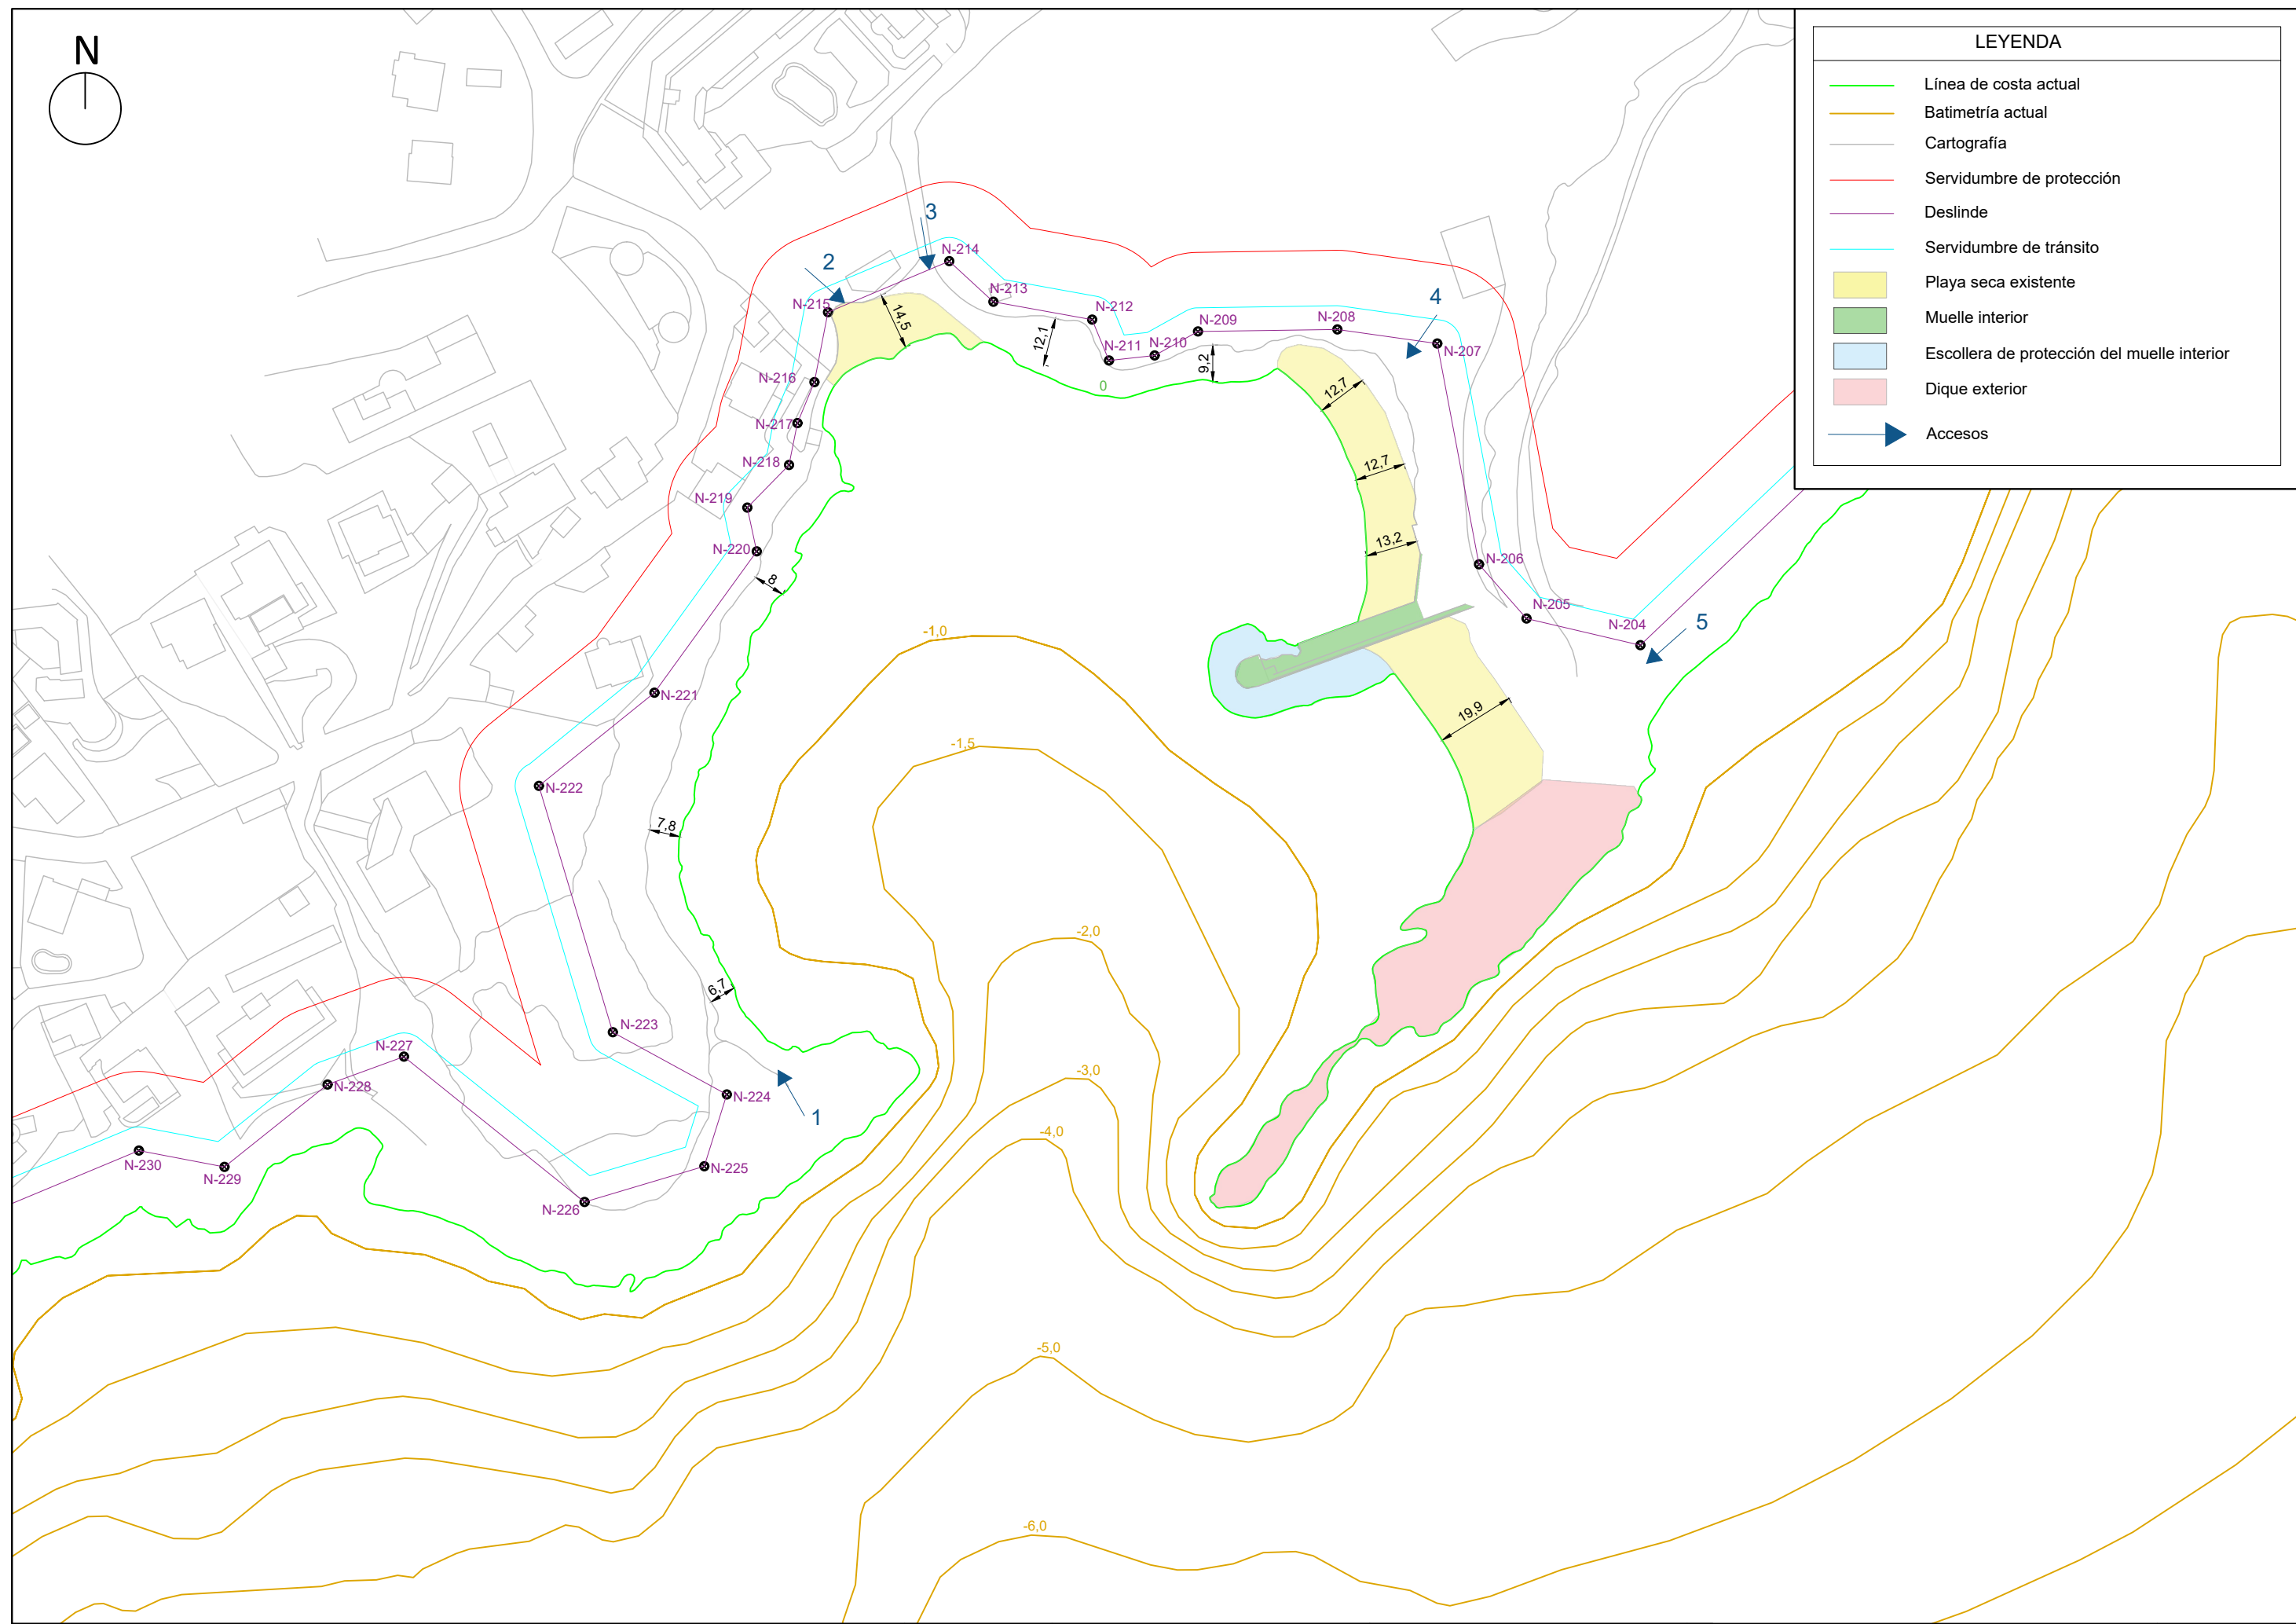 N
LEYENDA
Línea de costa actual
Batimetría actual
Cartografía
Servidumbre de protección
Deslinde
Servidumbre de tránsito
Playa seca existente
Muelle interior
Escollera de protección del muelle interior
Dique exterior
Accesos
3
2
4
5
1
N-214
N-213
N-215
N-212
N-211
N-210
N-209
N-208
N-207
N-216
N-217
N-218
N-219
N-220
N-206
N-205
N-204
N-221
N-222
N-223
N-224
N-225
N-226
N-227
N-228
N-229
N-230
14,5
12,1
9,2
12,7
12,7
13,2
19,9
8
7,8
6,7
0
-1,0
-1,5
-2,0
-3,0
-4,0
-5,0
-6,0